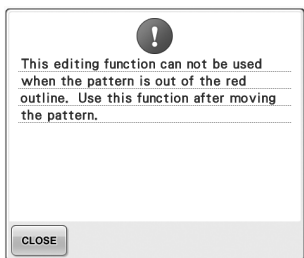 This editing function can not be used
when the pattern is out of the red
outline. Use this function after moving
the pattern.
CLOSE